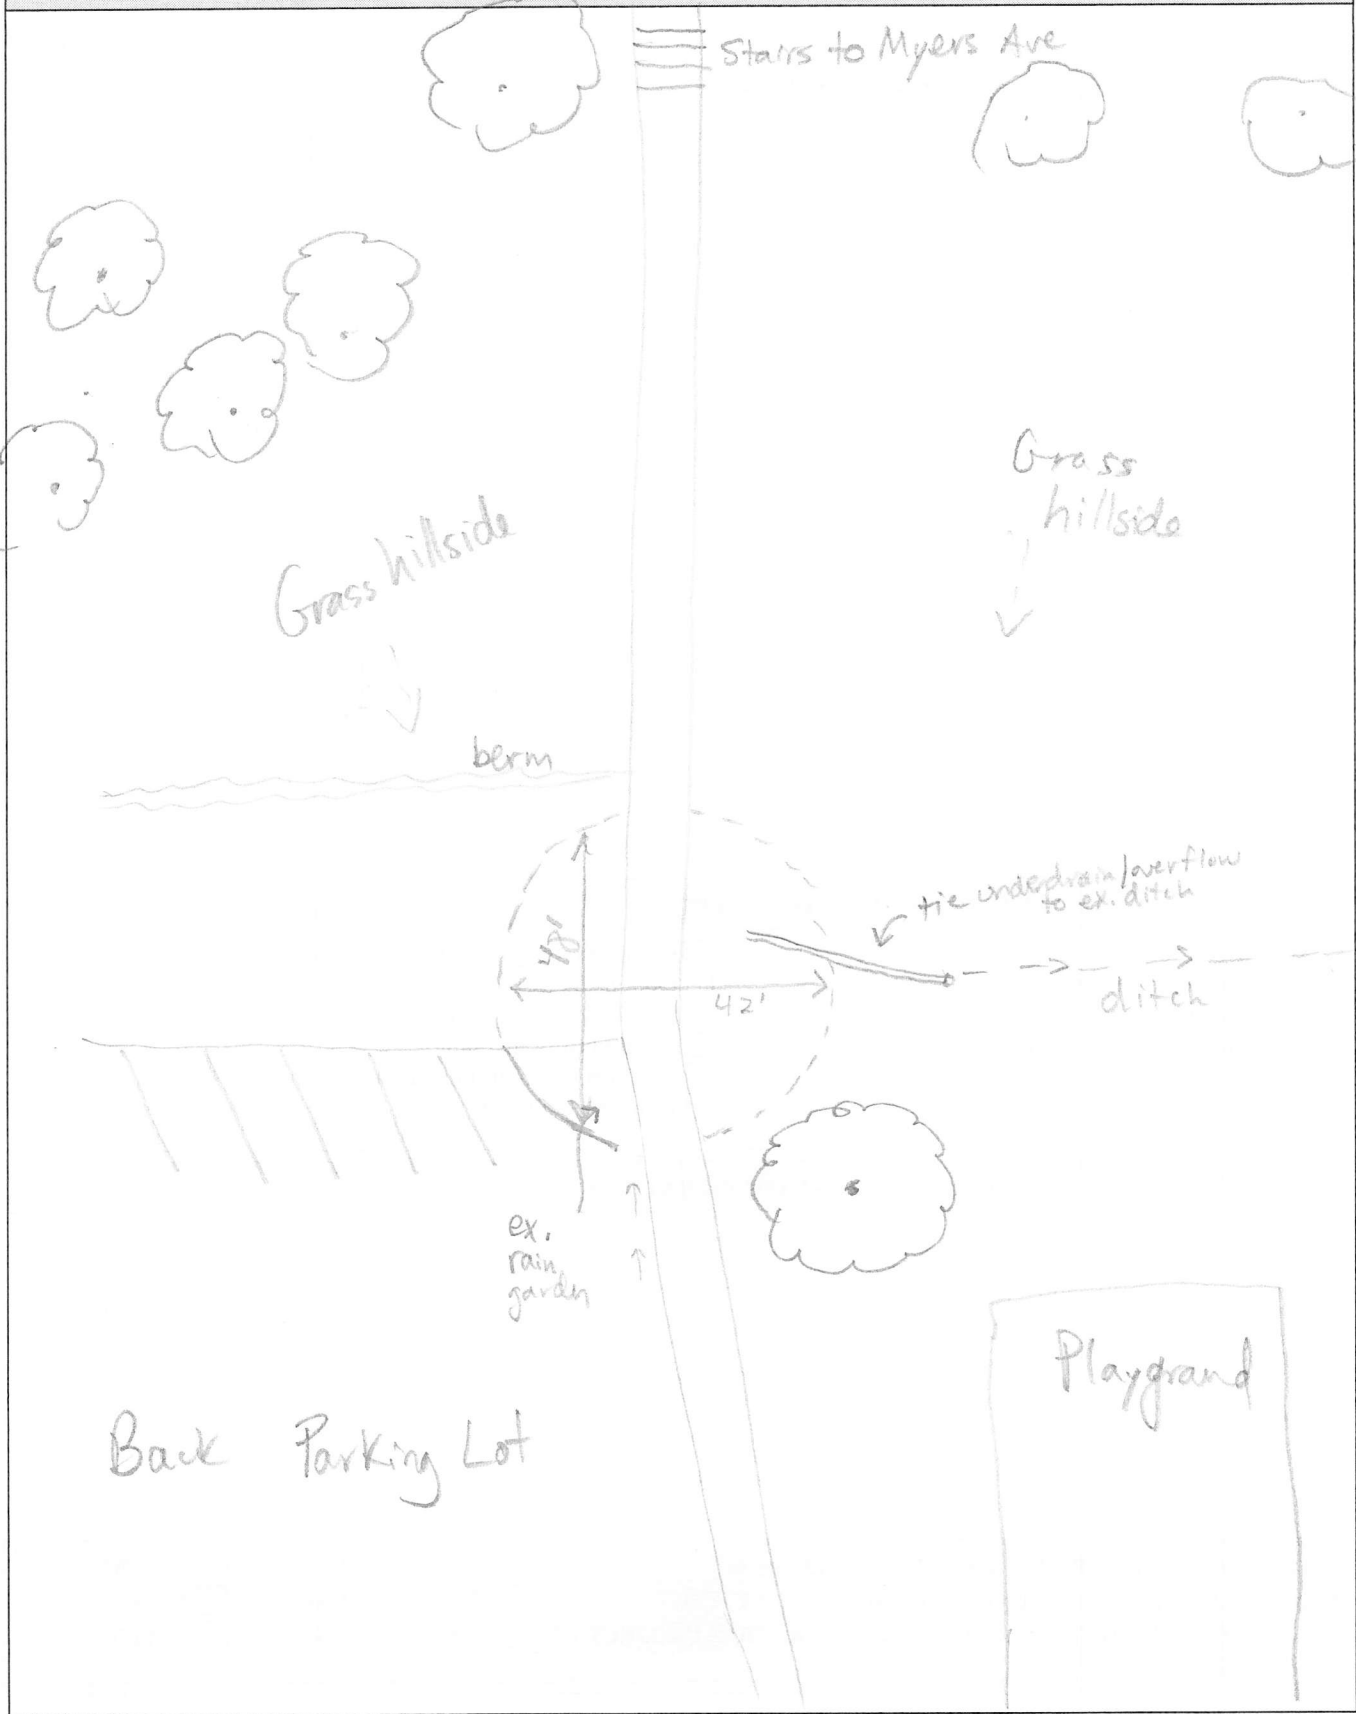 Stairs to Myers Ave
Grass
hillside
Grass hillside
berm
tie underdrain/overflow
to ex. ditch
ditch
42'
ex.
rain
garden
Playgrand
Back Parking Lot